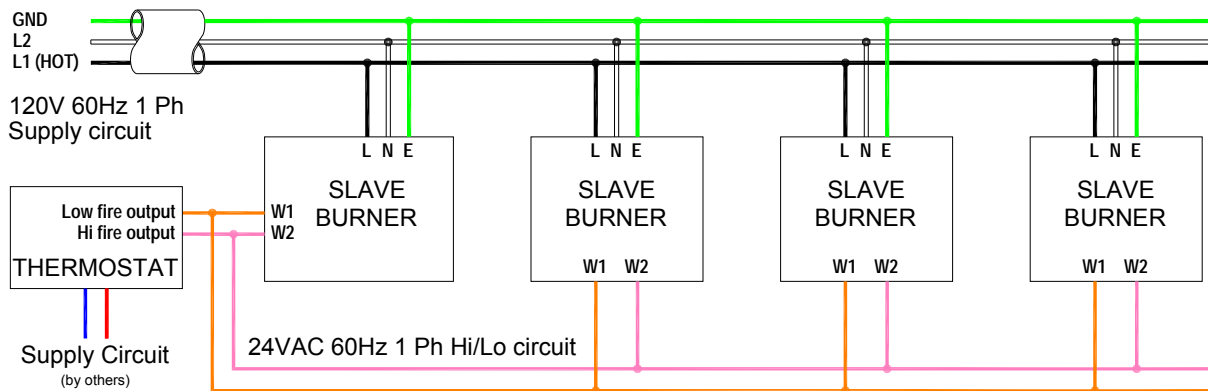 GND
L2
L1 (HOT)
120V 60Hz 1 Ph
Supply circuit
L N E
SLAVE
BURNER
W1
W2
L N E
SLAVE
BURNER
W1 W2
L N E
SLAVE
BURNER
W1 W2
L N E
SLAVE
BURNER
W1 W2
Low fire output
Hi fire output
THERMOSTAT
Supply Circuit
(by others)
24VAC 60Hz 1 Ph Hi/Lo circuit